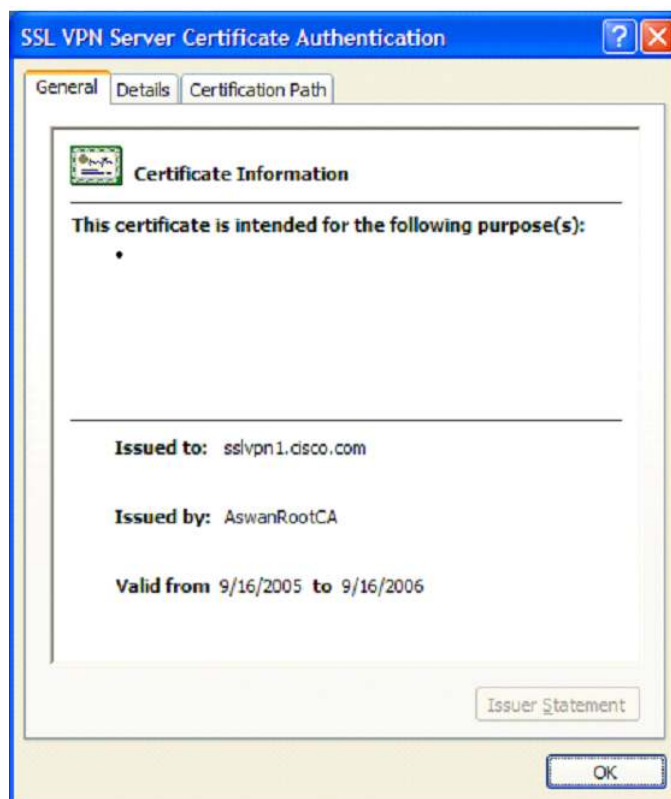 SSL VPN Server Certificate Authentication
General Details Certification Path
Certificate Information
This certificate is intended for the following purpose(s):
•
Issued to: sslvpn1.cisco.com
Issued by: AswanRootCA
Valid from 9/16/2005 to 9/16/2006
Issuer Statement
OK